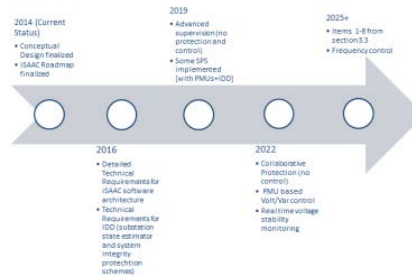 2014 (Current
Status)
• Conceptual
Design finalized
• iSAAC Roadmap
finalized
2016
• Detailed
Technical
Requirements for
iSAAC software
architecture
• Technical
Requirements for
IDD (substation
state estimator and
system
integrity
protechtion
schemes)
2019
• Advanced
supervision (no
protection and
control)
• Some SPS
implemented
[with PMUs+IDD]
2022
• Collaborative
Protection (no
control)
• PMU based
Volt/Var control
• Real time voltage
stability
monitoring
2025+
• Items 1-8 from
section 3.3
• Frequency control